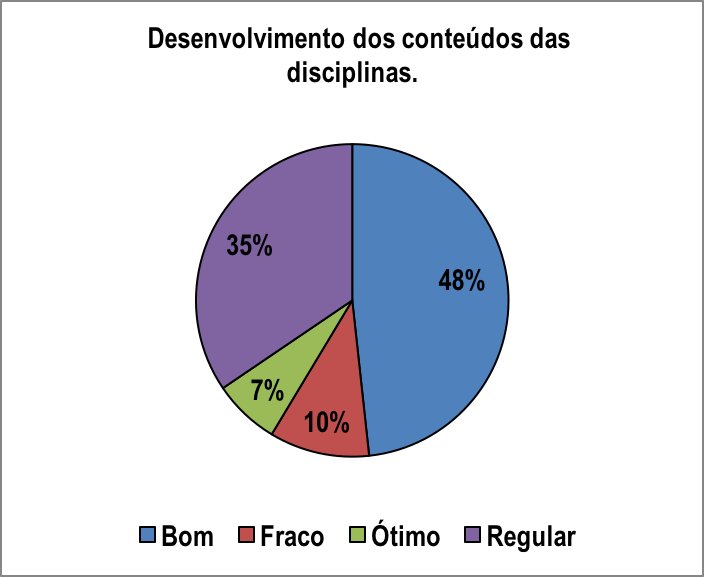 Desenvolvimento dos conteúdos das
disciplinas.
35%
48%
7%
10%
Bom Fraco Ótimo Regular